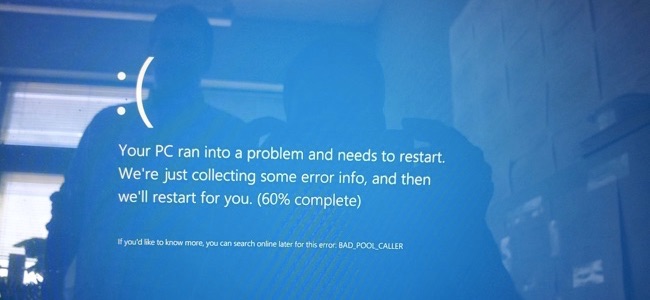 :(
Your PC ran into a problem and needs to restart.
We're just collecting some error info, and then
we'll restart for you. (60% complete)
If you'd like to know more, you can search online later for this error: BAD_POOL_CALLER